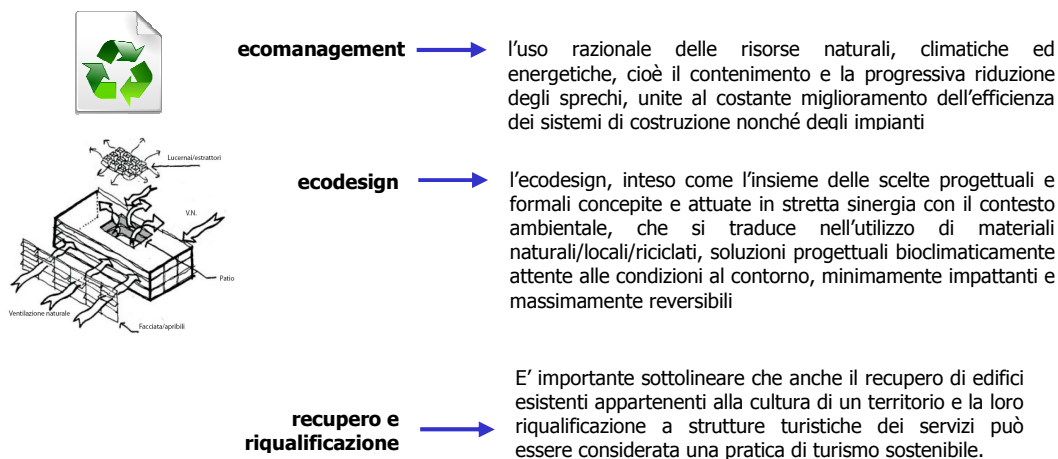 ecomanagement
l’uso razionale delle risorse naturali, climatiche ed
energetiche, cioè il contenimento e la progressiva riduzione
degli sprechi, unite al costante miglioramento dell’efficienza
dei sistemi di costruzione nonché degli impianti
Lucernai/estrattori
V.N.
Patio
Ventilazione naturale
Facciata/apribili
ecodesign
l’ecodesign, inteso come l’insieme delle scelte progettuali e
formali concepite e attuate in stretta sinergia con il contesto
ambientale, che si traduce nell’utilizzo di materiali
naturali/locali/riciclati, soluzioni progettuali bioclimaticamente
attente alle condizioni al contorno, minimamente impattanti e
massimamente reversibili
recupero e
riqualificazione
E’ importante sottolineare che anche il recupero di edifici
esistenti appartenenti alla cultura di un territorio e la loro
riqualificazione a strutture turistiche dei servizi può
essere considerata una pratica di turismo sostenibile.